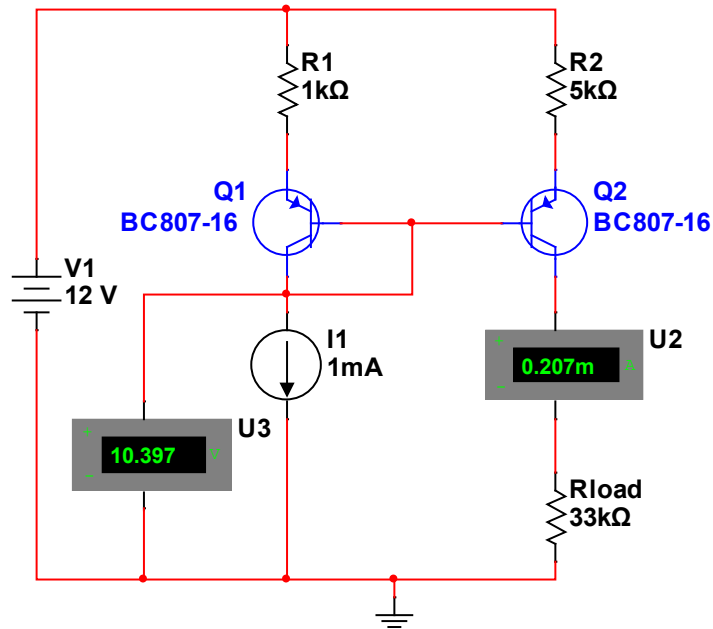 R1
1kΩ
R2
5kΩ
Q1
BC807-16
Q2
BC807-16
V1
12 V
I1
1mA
+
0.207m A
-
U2
+
10.397 V
-
U3
Rload
33kΩ